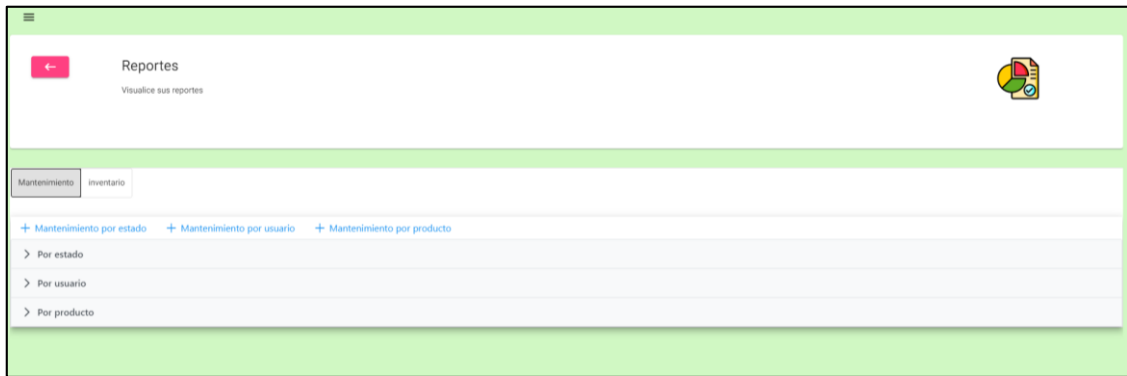 Reportes
Visualice sus reportes
Mantenimiento inventario
+ Mantenimiento por estado + Mantenimiento por usuario + Mantenimiento por producto
Por estado
Por usuario
Por producto